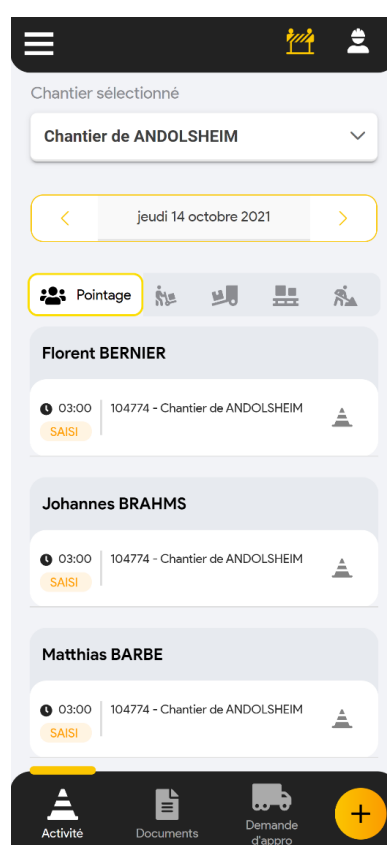 Chantier sélectionné
Chantier de ANDOLSHEIM
jeudi 14 octobre 2021
Pointage
Florent BERNIER
03:00 104774 - Chantier de ANDOLSHEIM
SAISI
Johannes BRAHMS
03:00 104774 - Chantier de ANDOLSHEIM
SAISI
Matthias BARBE
03:00 104774 - Chantier de ANDOLSHEIM
SAISI
Activité Documents Demande
d'appro
+